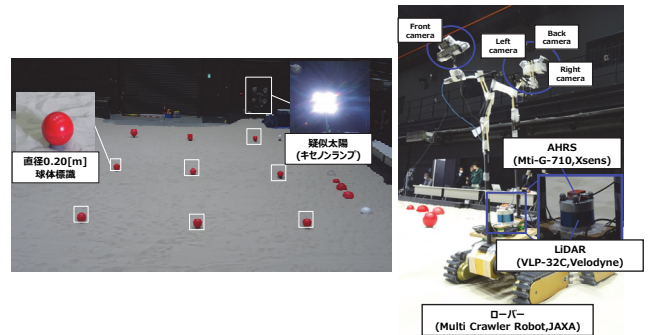 直径0.20[m]
球体標識
疑似太陽
(キセノンランプ)
Front
camera
Left
camera
Back
camera
Right
camera
AHRS
(Mti-G-710,Xsens)
LiDAR
(VLP-32C,Velodyne)
ローバー
(Multi Crawler Robot,JAXA)